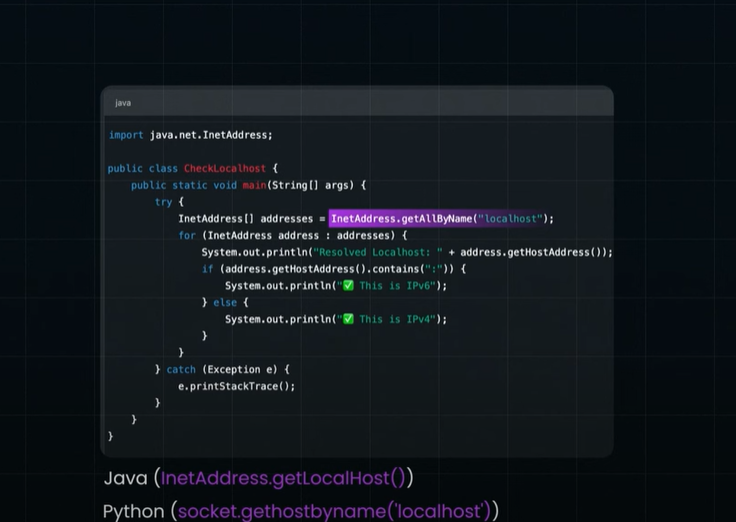 java
import java.net.InetAddress;
public class CheckLocalhost {
public static void main(String[] args) {
try {
InetAddress[] addresses = InetAddress.getAllByName("localhost");
for (InetAddress address : addresses) {
System.out.println("Resolved Localhost: " + address.getHostAddress());
if (address.getHostAddress().contains(":")) {
System.out.println("✅ This is IPv6");
} else {
System.out.println("✅ This is IPv4");
}
}
} catch (Exception e) {
e.printStackTrace();
}
}
}
Java (InetAddress.getLocalHost())
Python (socket.gethostbyname('localhost'))